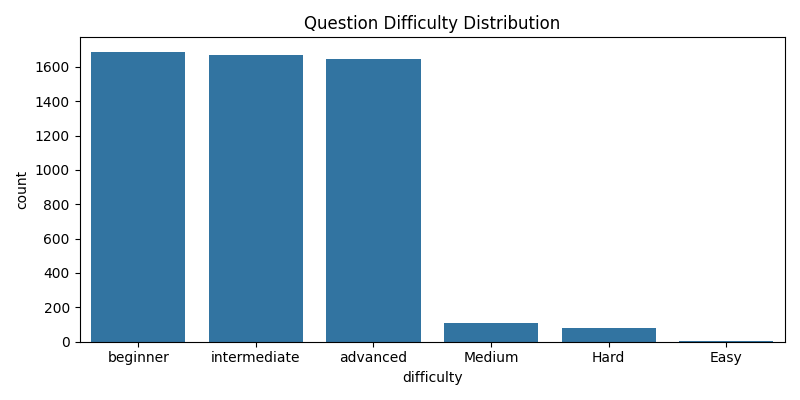 Question Difficulty Distribution
1600
1400
1200
1000
800
600
400
200
0
count
beginner intermediate advanced Medium Hard Easy
difficulty